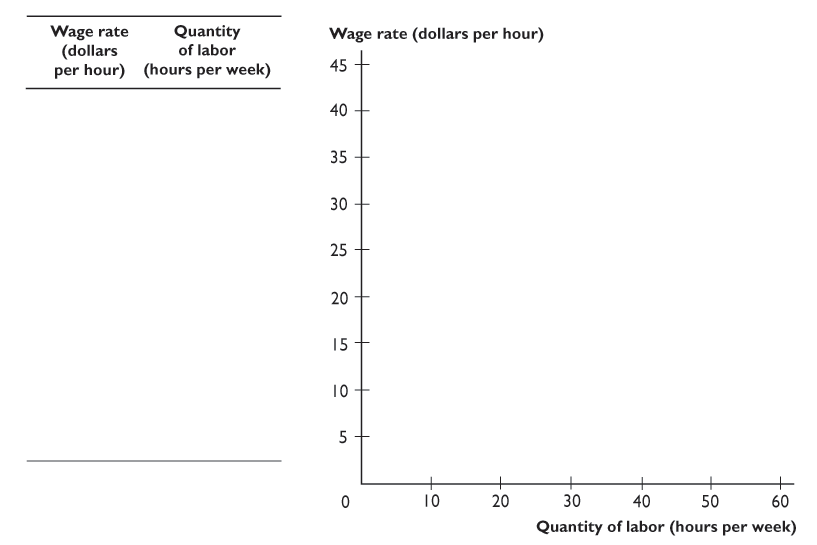 Wage rate
(dollars
per hour)
Quantity
of labor
(hours per week)
Wage rate (dollars per hour)
45
40
35
30
25
20
15
10
5
0
10
20
30
40
50
60
Quantity of labor (hours per week)